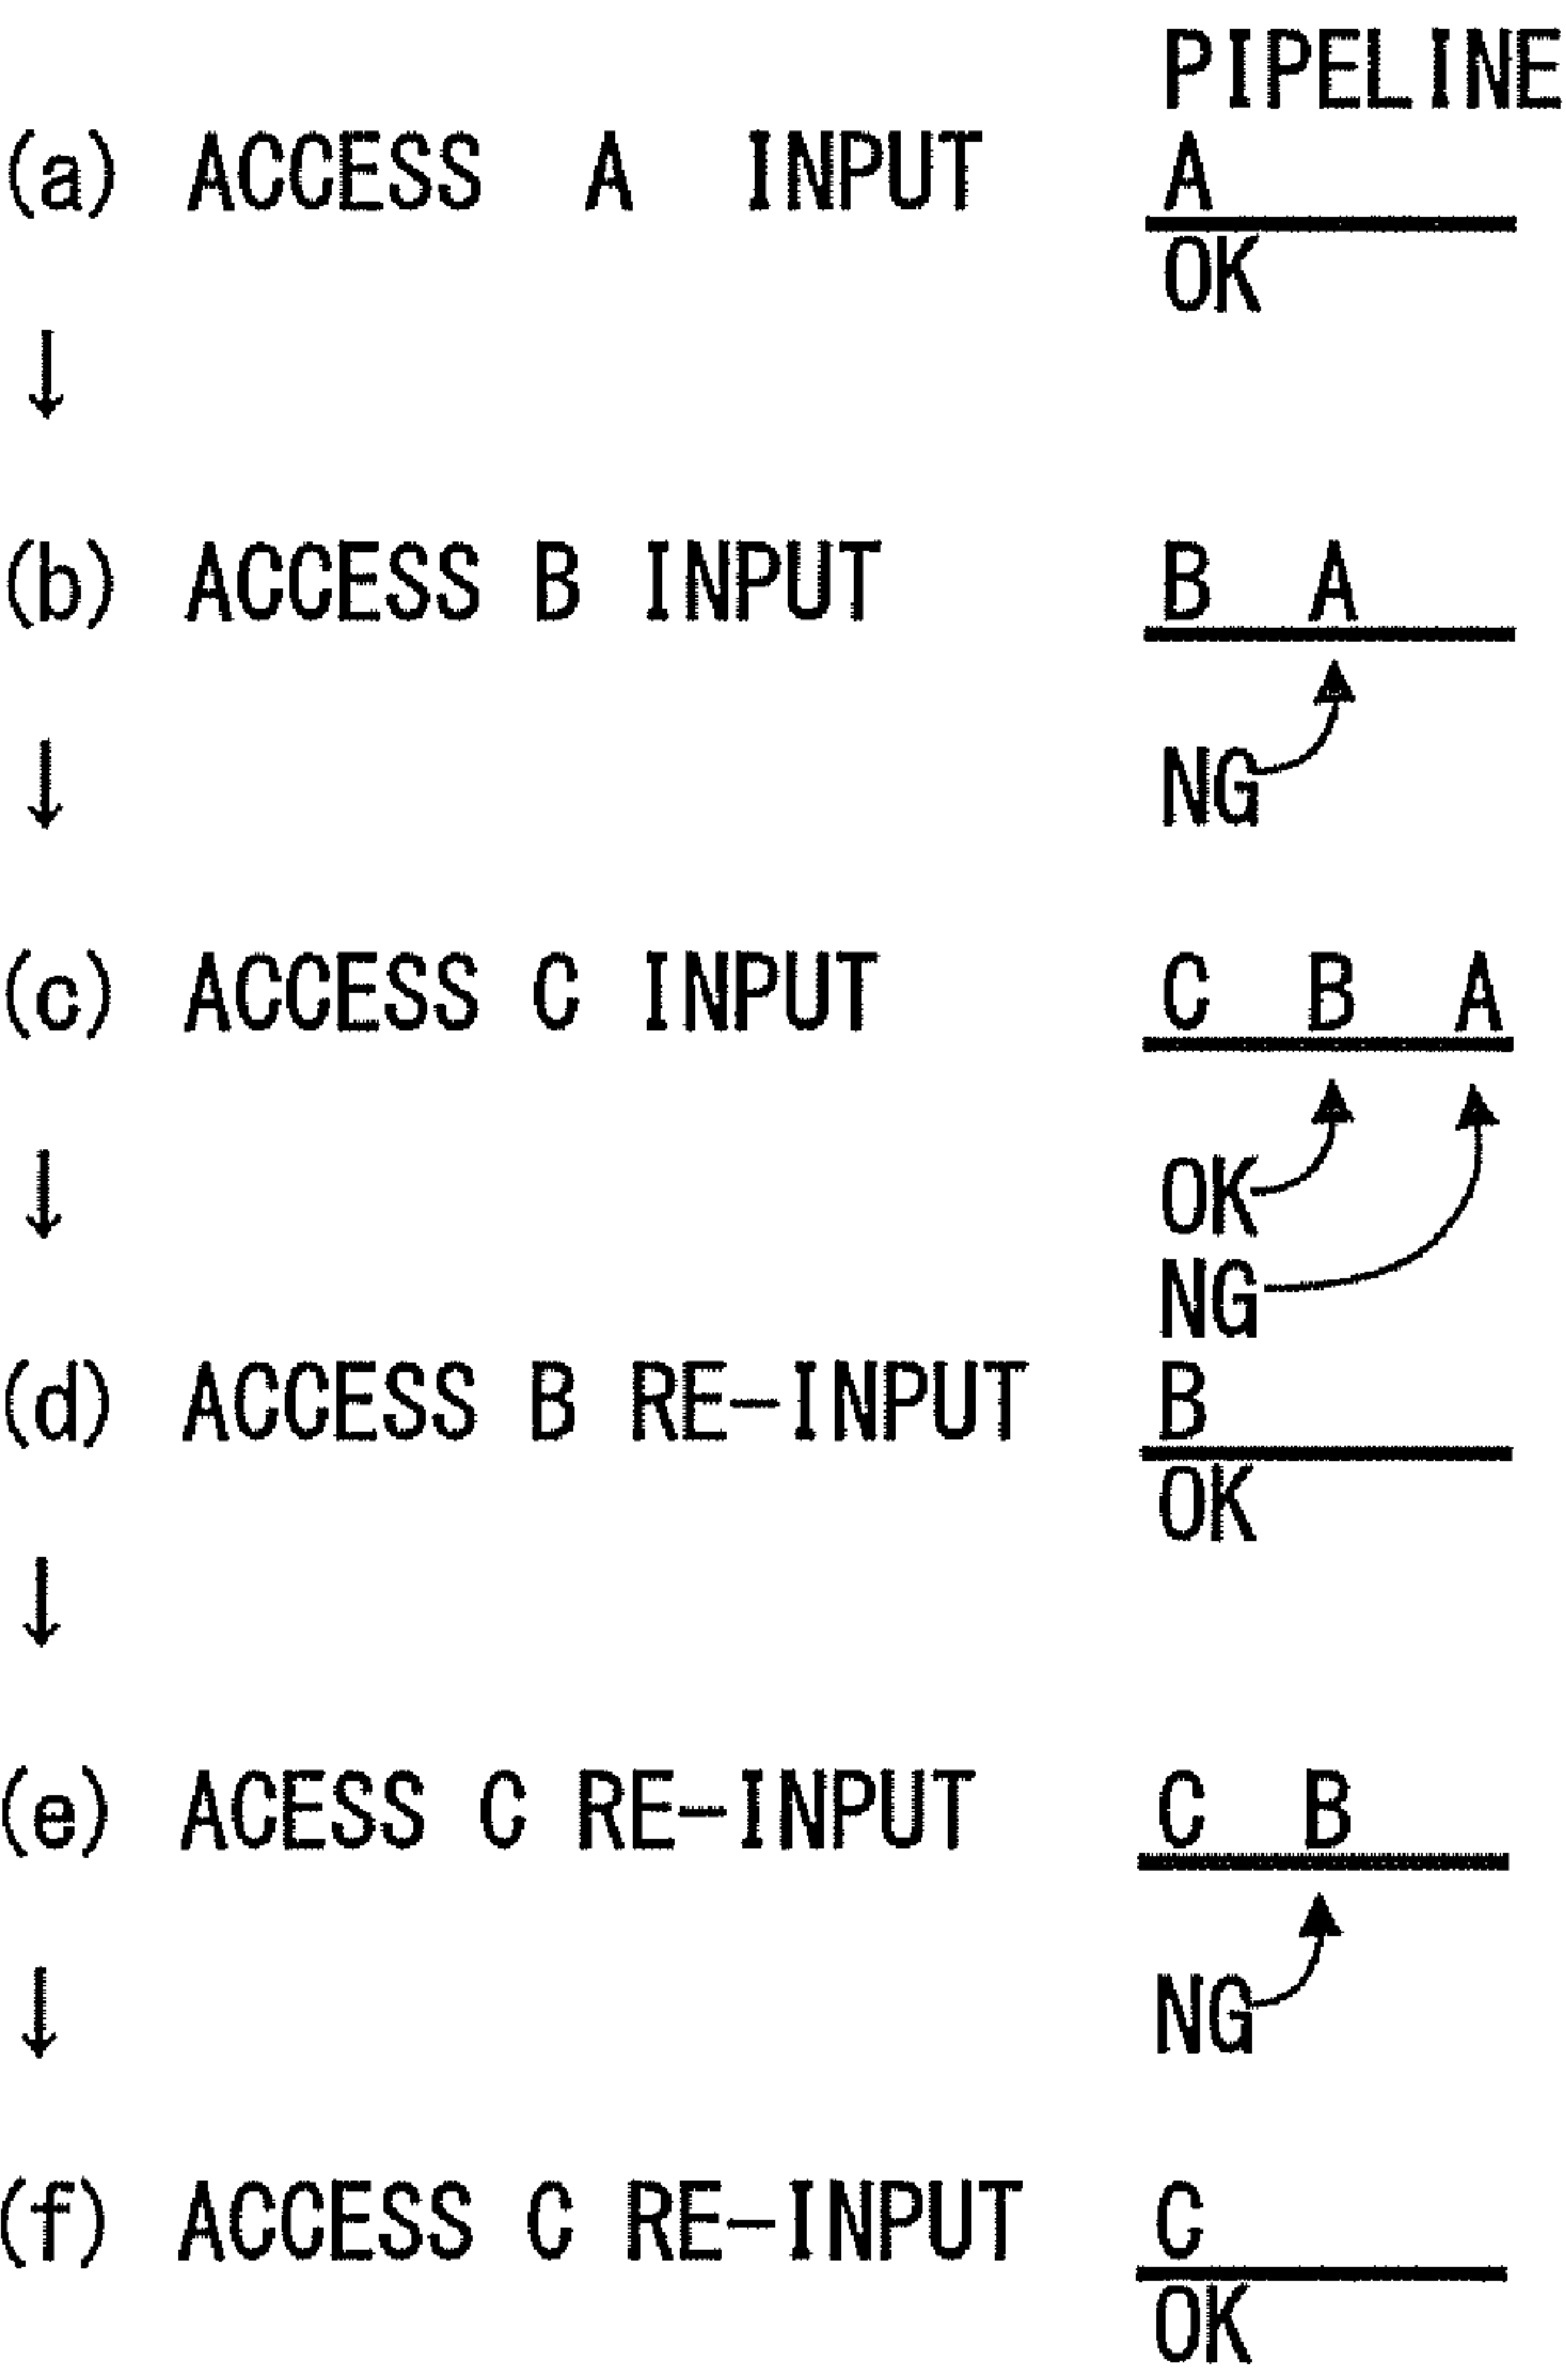 PIPELINE
(a) ACCESS A INPUT A
OK
↓
(b) ACCESS B INPUT B A
↓ NG
(c) ACCESS C INPUT C B A
↓ OK
NG
(d) ACCESS B RE-INPUT B
OK
↓
(e) ACESS C RE-INPUT C B
↓ NG
(f) ACCESS C RE-INPUT C
OK